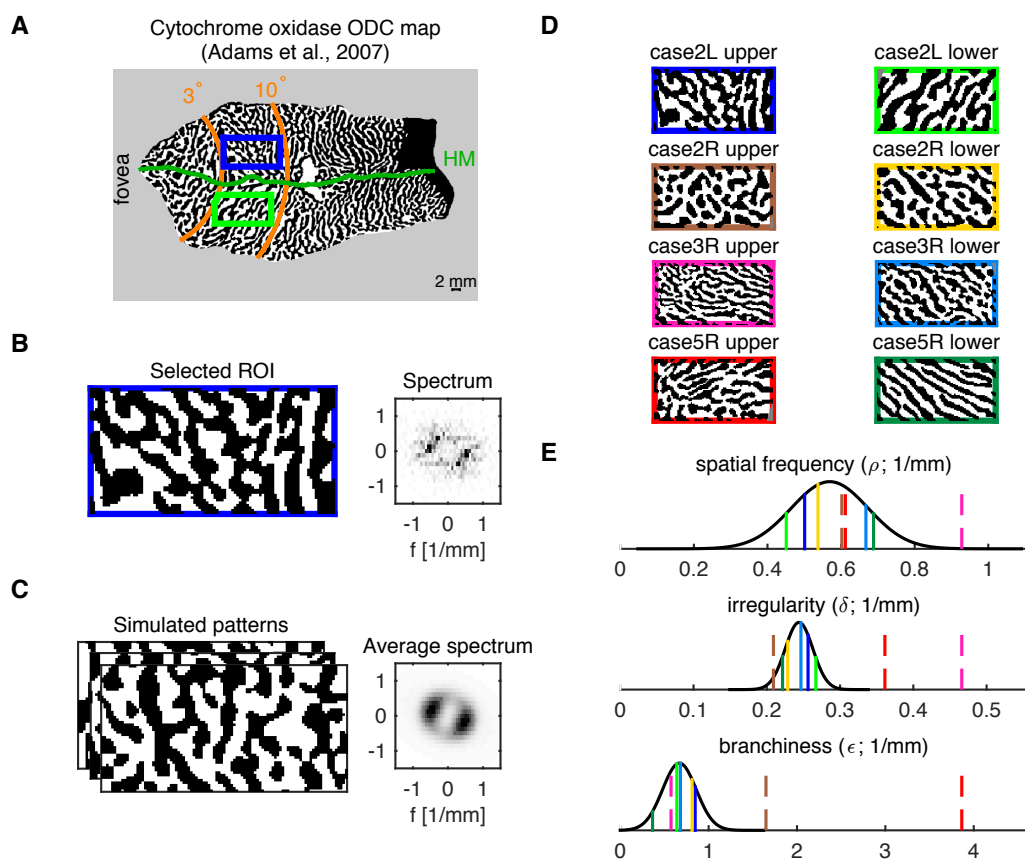 A
Cytochrome oxidase ODC map
(Adams et al., 2007)
3°
10°
HM
fovea
2 mm
B
Selected ROI
Spectrum
1
0
-1
-1 0 1
f [1/mm]
C
Simulated patterns
Average spectrum
1
0
-1
-1 0 1
f [1/mm]
D
case2L upper
case2L lower
case2R upper
case2R lower
case3R upper
case3R lower
case5R upper
case5R lower
E
spatial frequency (ρ; 1/mm)
0 0.2 0.4 0.6 0.8 1
irregularity (δ; 1/mm)
0 0.1 0.2 0.3 0.4 0.5
branchiness (ϵ; 1/mm)
0 1 2 3 4